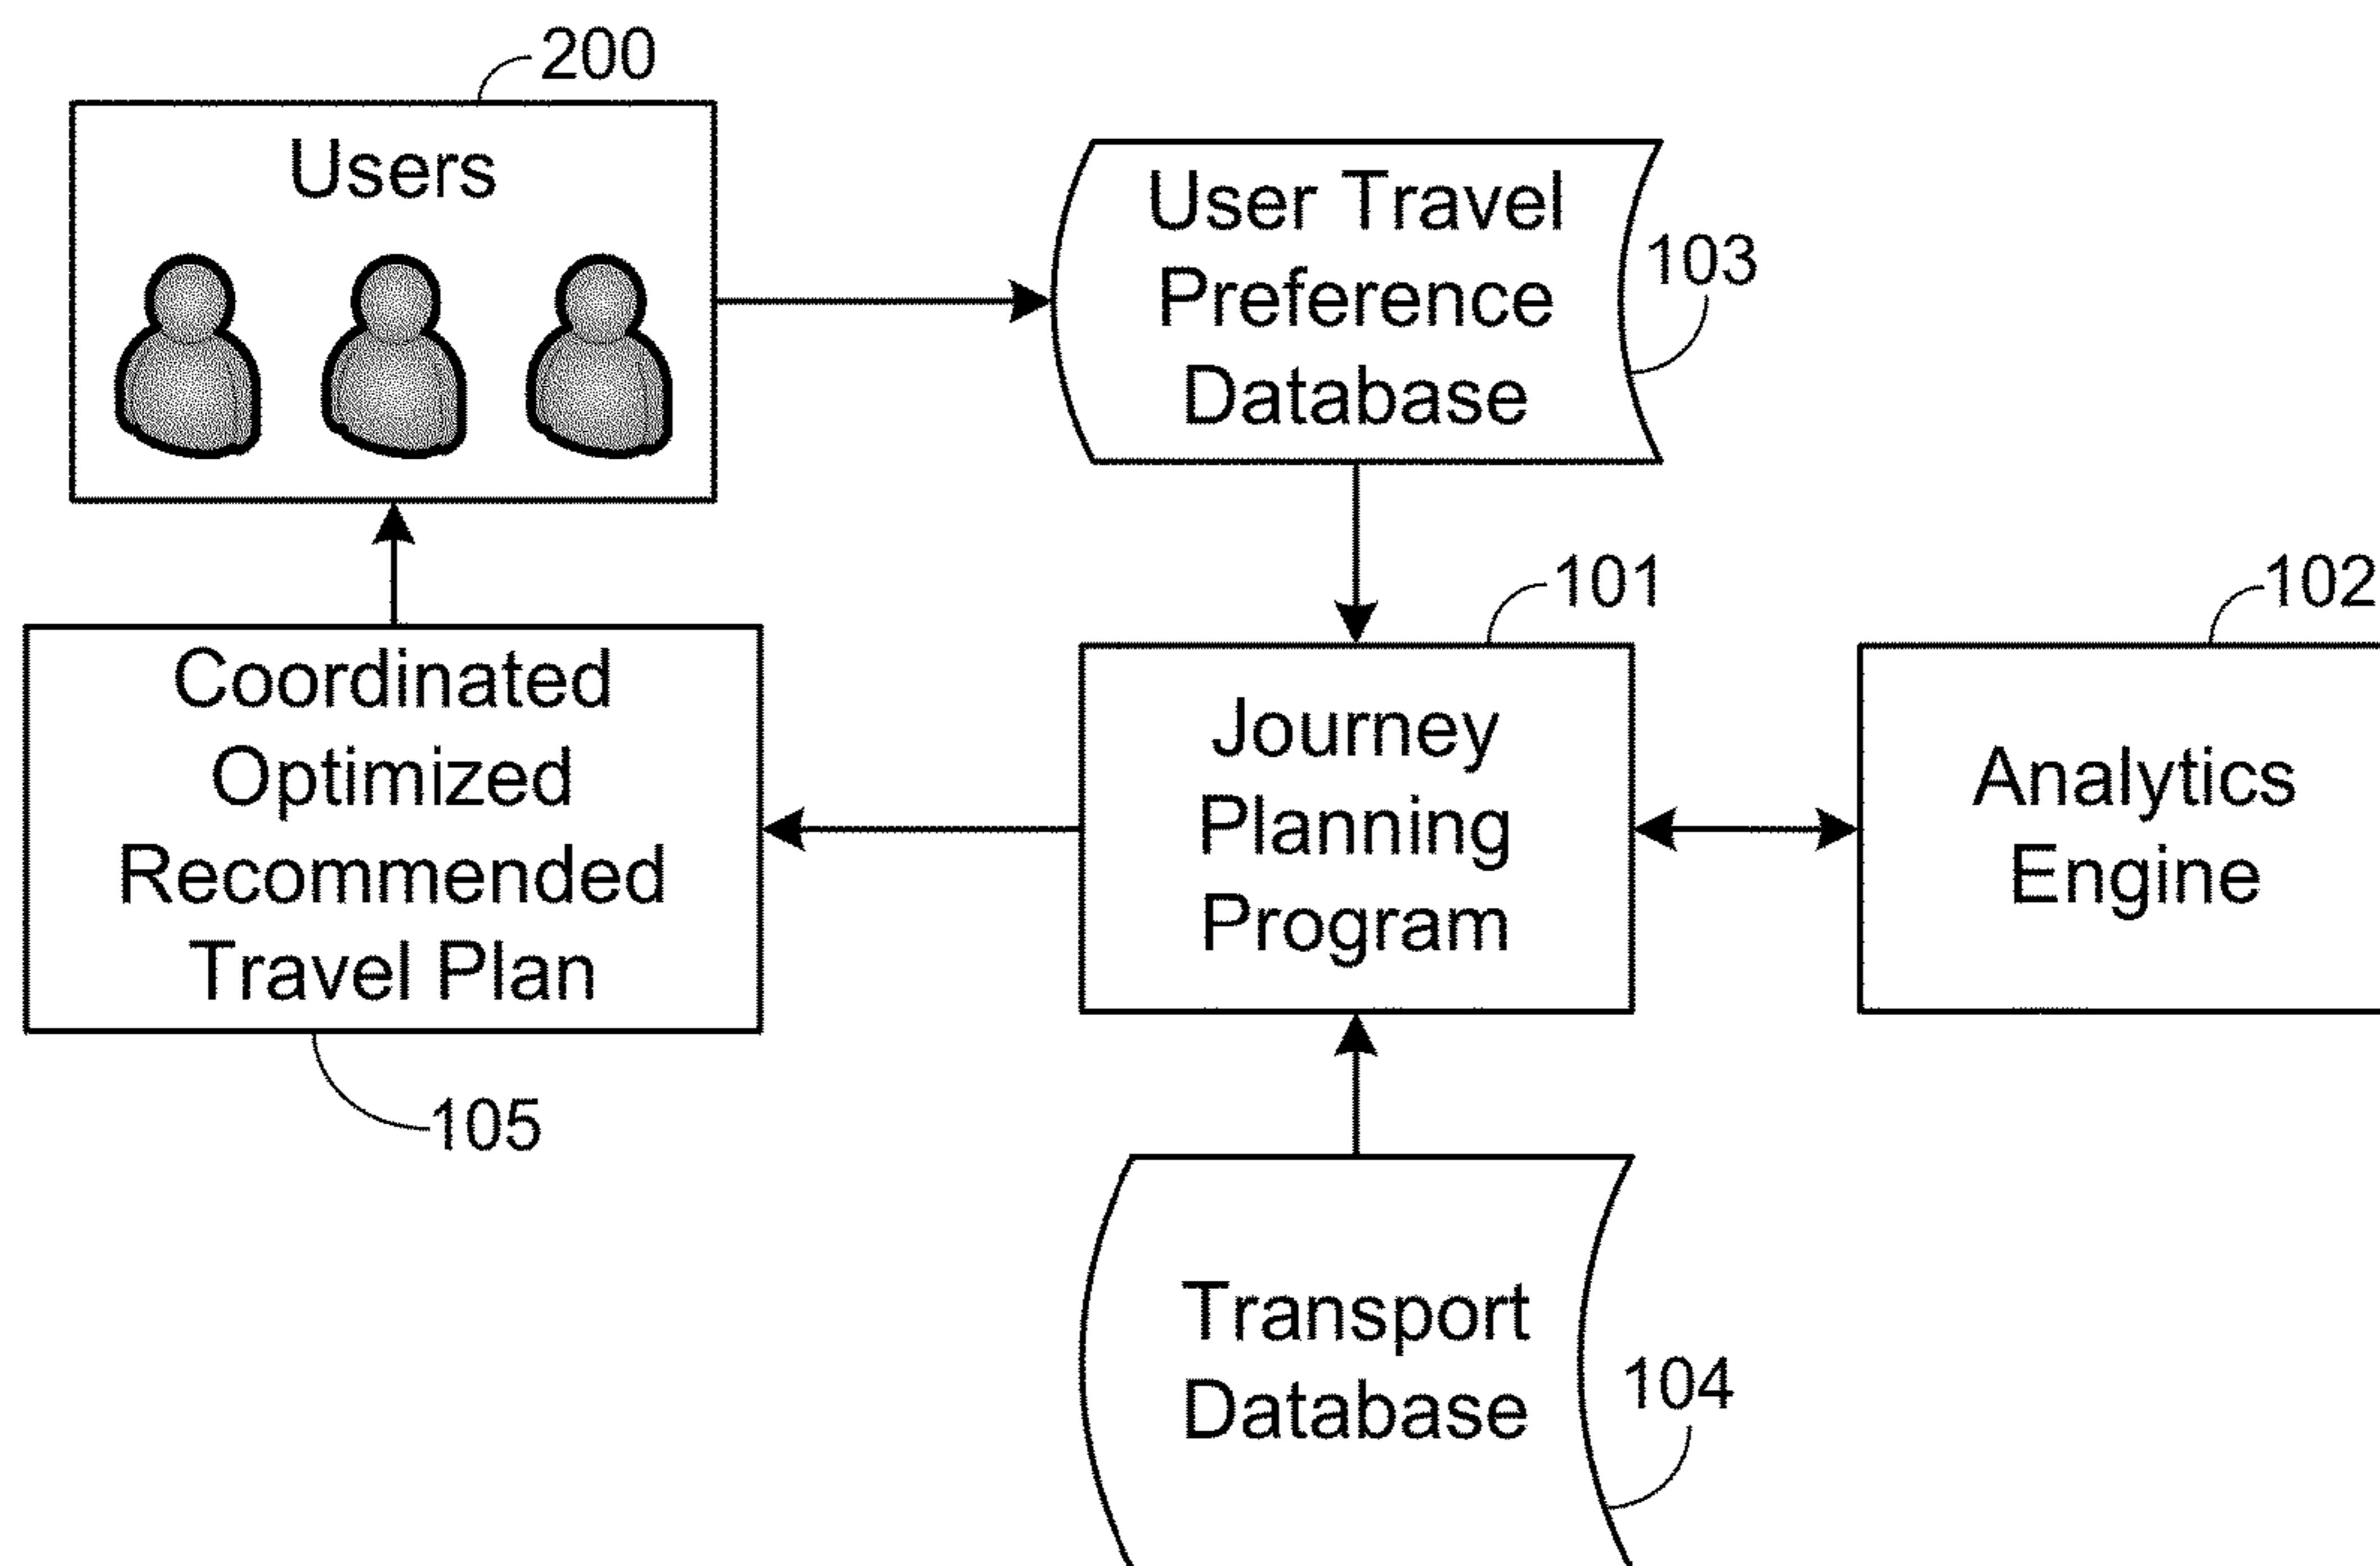 200
Users
User Travel
Preference
Database
103
101
102
Coordinated
Optimized
Recommended
Travel Plan
Journey
Planning
Program
Analytics
Engine
105
Transport
Database
104